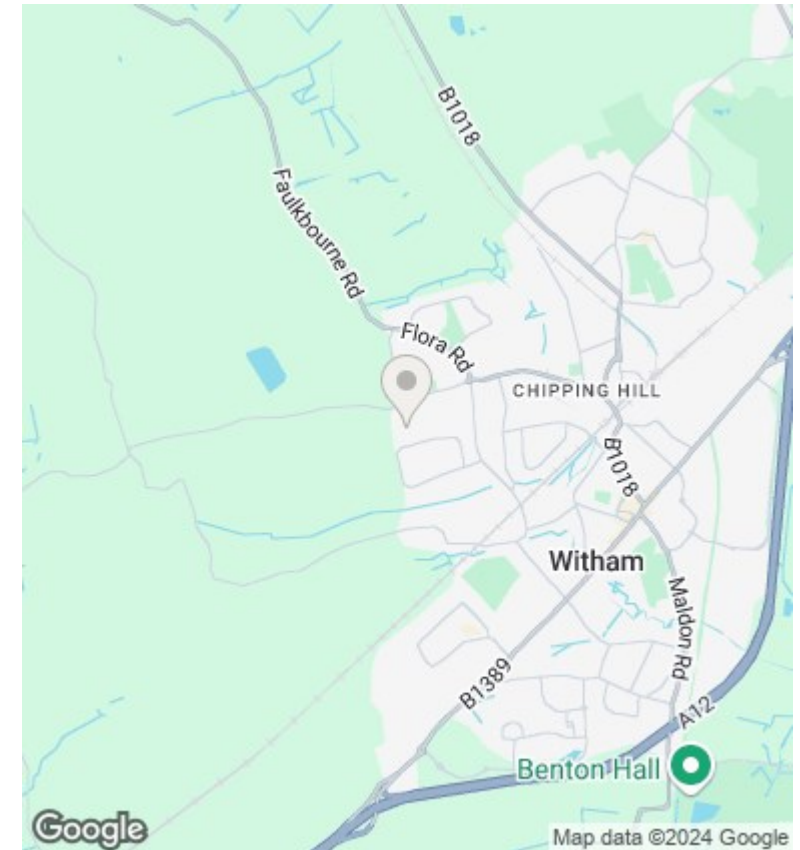 B1018
Faulkbourne Rd
Flora Rd
CHIPPING HILL
B1018
Witham
Maldon Rd
B1389
A12
Benton Hall
Google
Map data ©2024 Google